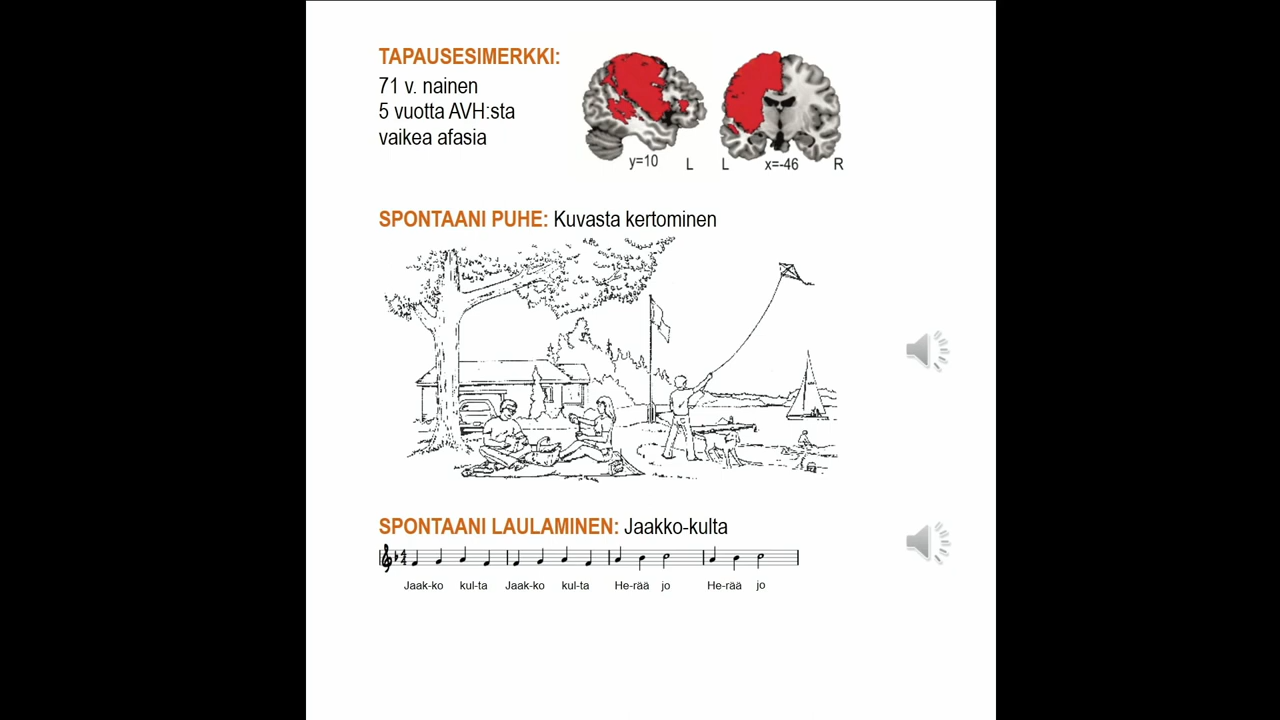 TAPAUSESIMERKKI:
71 v. nainen
5 vuotta AVH:sta
vaikea afasia
y=10 L L x=-46 R
SPONTAANI PUHE: Kuvasta kertominen
SPONTAANI LAULAMINEN: Jaakko-kulta
Jaak-ko kul-ta Jaak-ko kul-ta He-rää jo He-rää jo